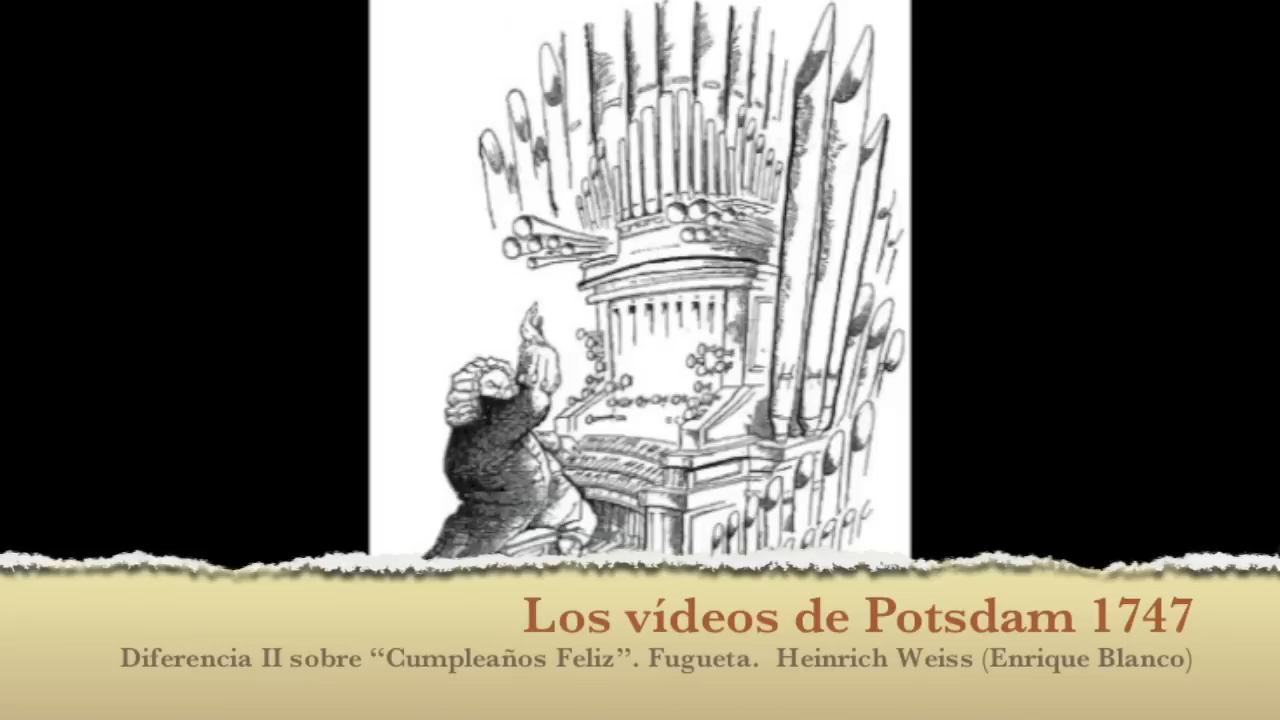 Los vídeos de Potsdam 1747
Diferencia II sobre “Cumpleaños Feliz”. Fugueta.  Heinrich Weiss (Enrique Blanco)